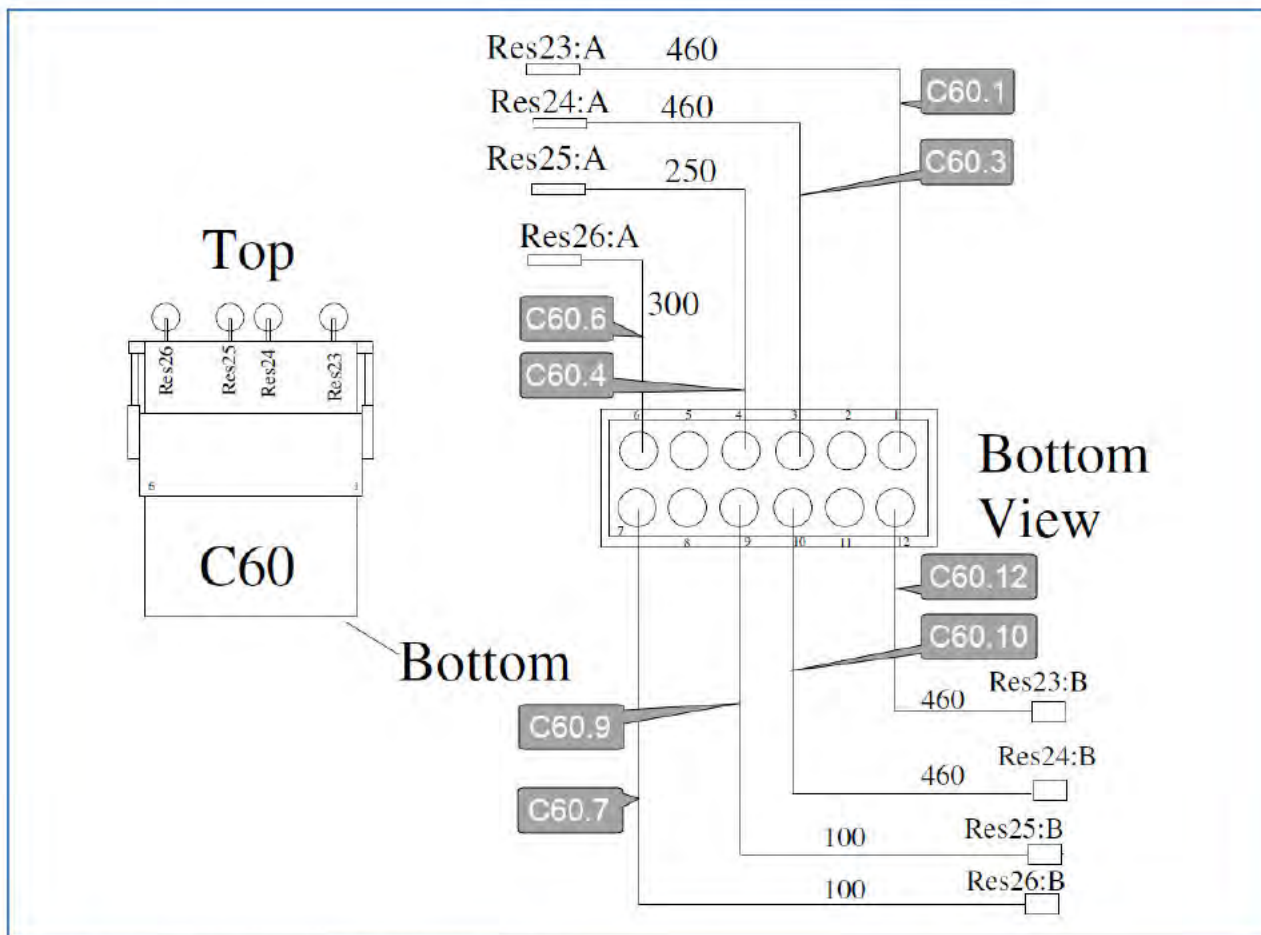 Res23:A
460
C60.1
Res24:A
460
C60.3
Res25:A
250
Res26:A
300
C60.6
C60.4
Top
Res26
Res25
Res24
Res23
6
1
C60
Bottom
6 5 4 3 2 1
7 8 9 10 11 12
Bottom
View
C60.12
C60.10
C60.9
C60.7
460
Res23:B
460
Res24:B
100
Res25:B
100
Res26:B